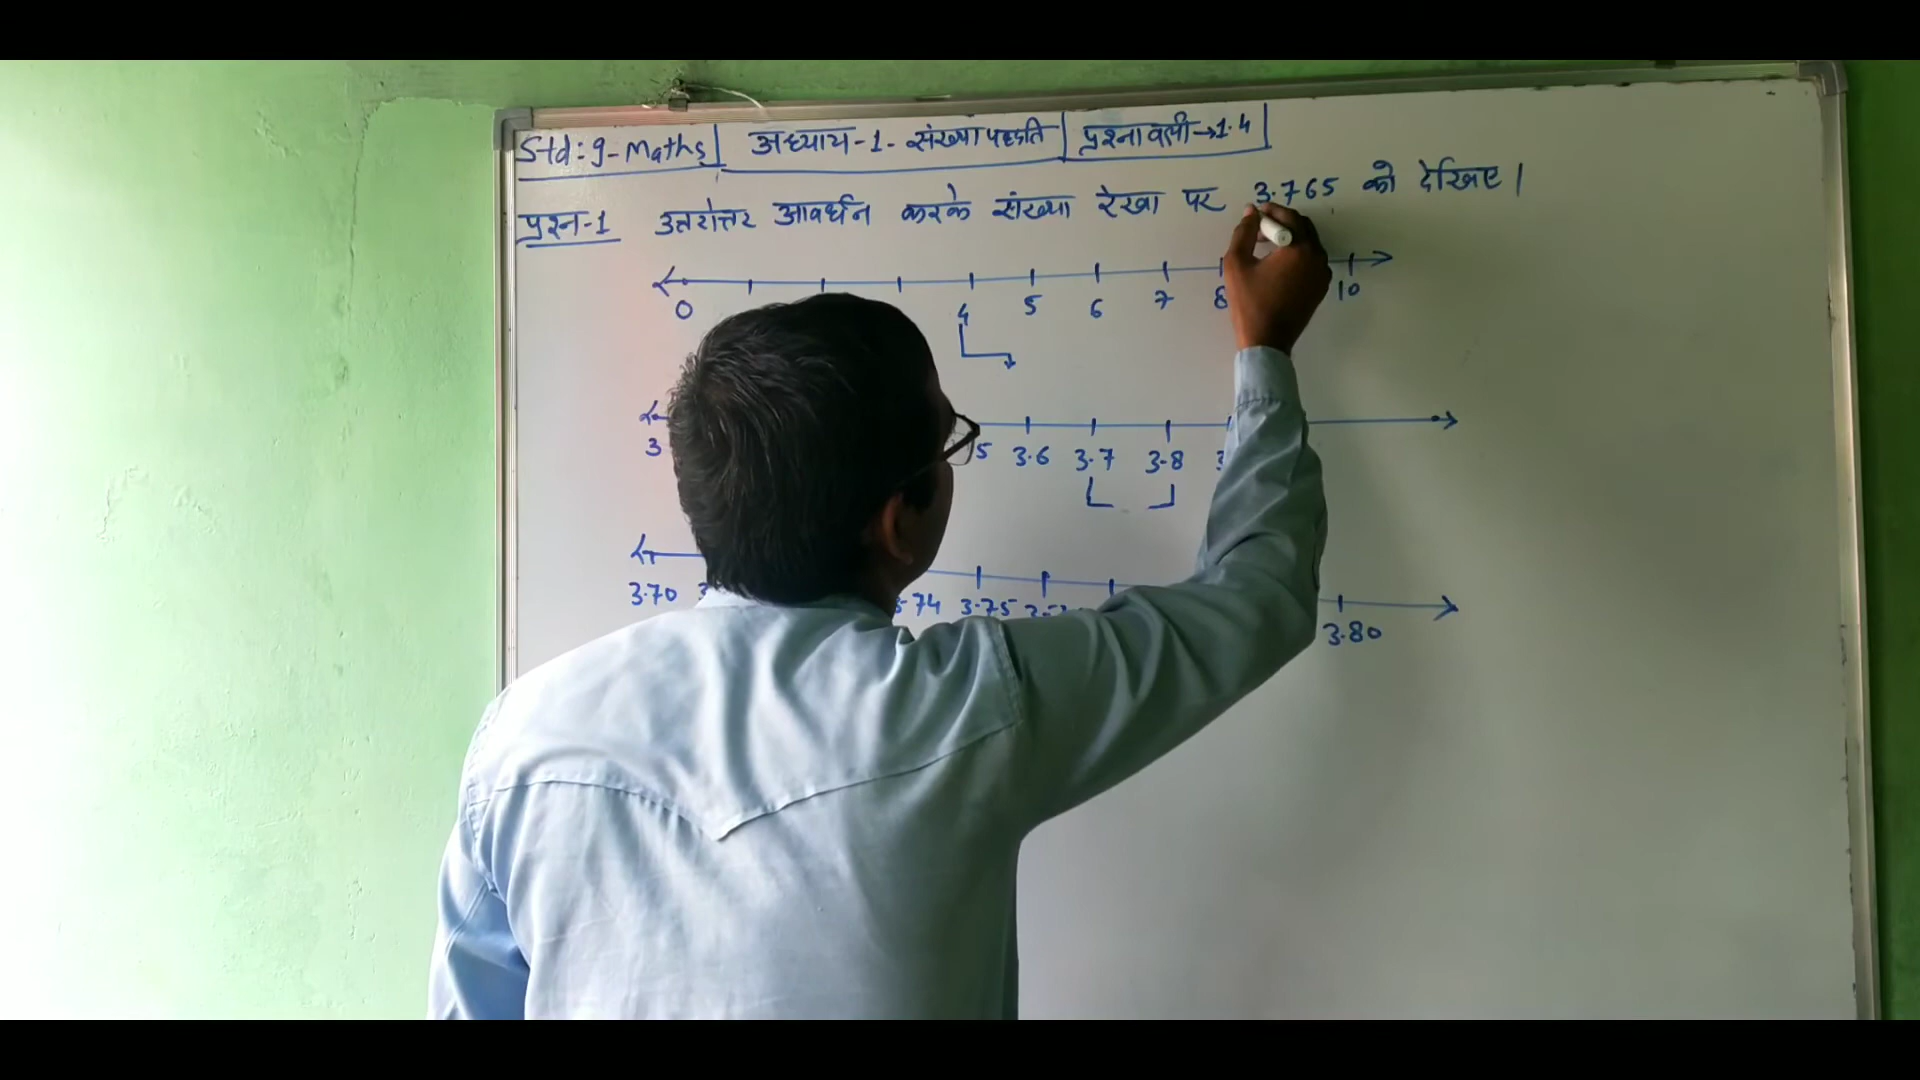 Std:9-Maths | अध्याय-1-संख्या पद्धति | प्रश्नावली→1.4
प्रश्न-1 उत्तरोत्तर आवर्धन करके संख्या रेखा पर 3.765 को देखिए।
0 4 5 6 7 8 10
3 5 3.6 3.7 3.8
3.70 3.74 3.75 3.80